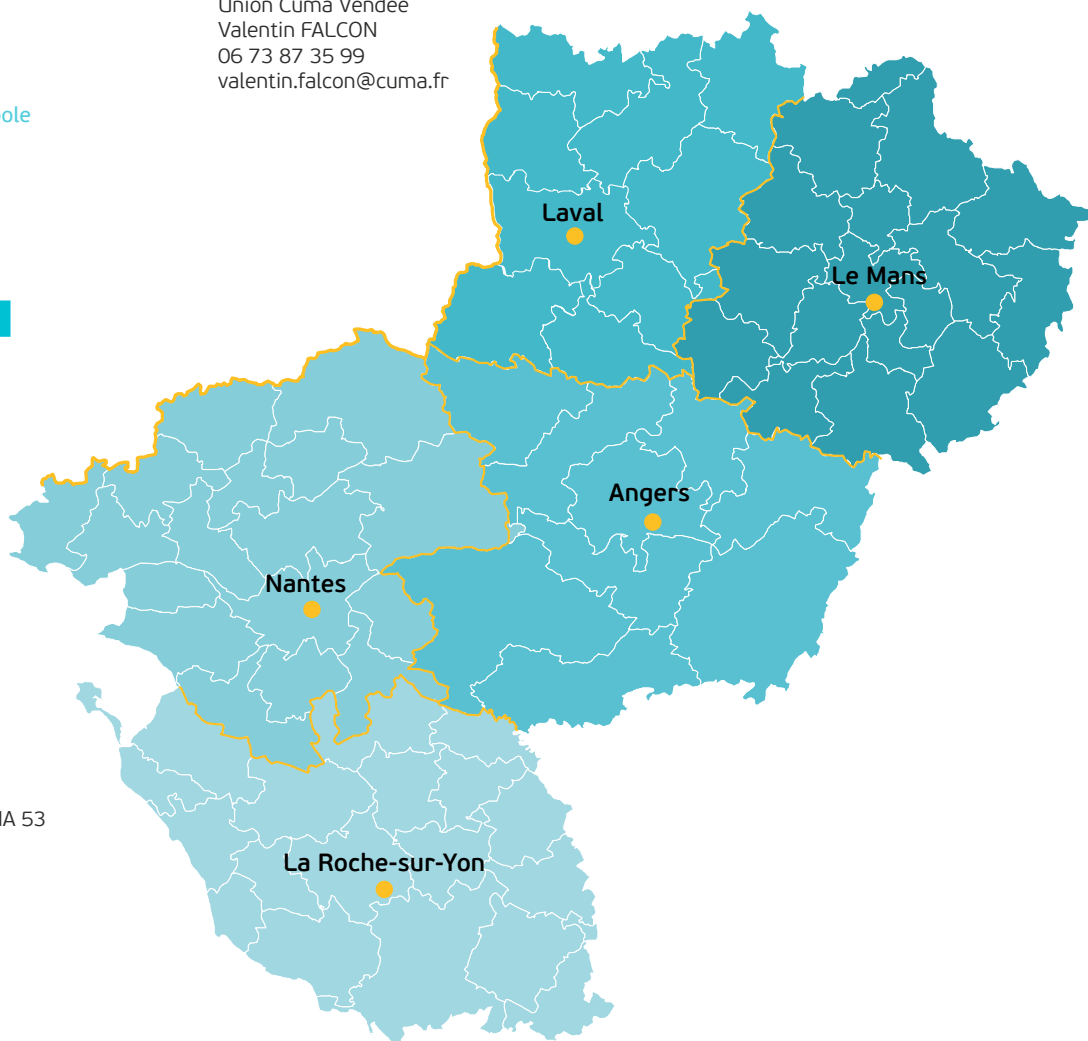 Union Cuma Vendée
Valentin FALCON
06 73 87 35 99
valentin.falcon@cuma.fr
Laval
Le Mans
Angers
Nantes
53
La Roche-sur-Yon